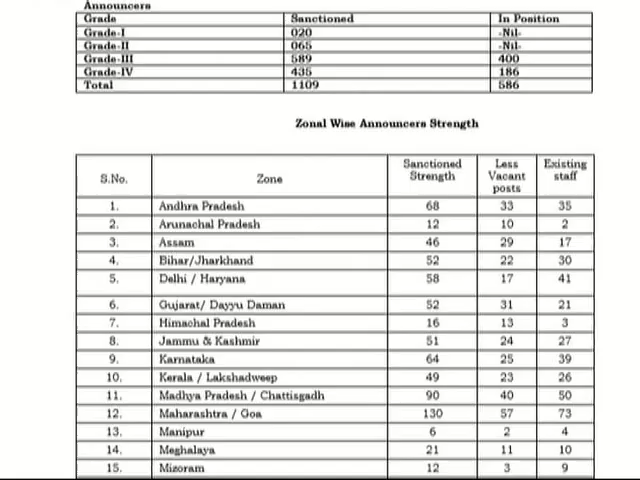 Announcers
Grade Sanctioned In Position
Grade-I 020 -Nil-
Grade-II 065 -Nil-
Grade-III 589 400
Grade-IV 435 186
Total 1109 586
Zonal Wise Announcers Strength
S.No. Zone Sanctioned Strength Less Vacant posts Existing staff
1. Andhra Pradesh 68 33 35
2. Arunachal Pradesh 12 10 2
3. Assam 46 29 17
4. Bihar/Jharkhand 52 22 30
5. Delhi / Haryana 58 17 41
6. Gujarat/ Dayyu Daman 52 31 21
7. Himachal Pradesh 16 13 3
8. Jammu & Kashmir 51 24 27
9. Karnataka 64 25 39
10. Kerala / Lakshadweep 49 23 26
11. Madhya Pradesh / Chattisgadh 90 40 50
12. Maharashtra / Goa 130 57 73
13. Manipur 6 2 4
14. Meghalaya 21 11 10
15. Mizoram 12 3 9